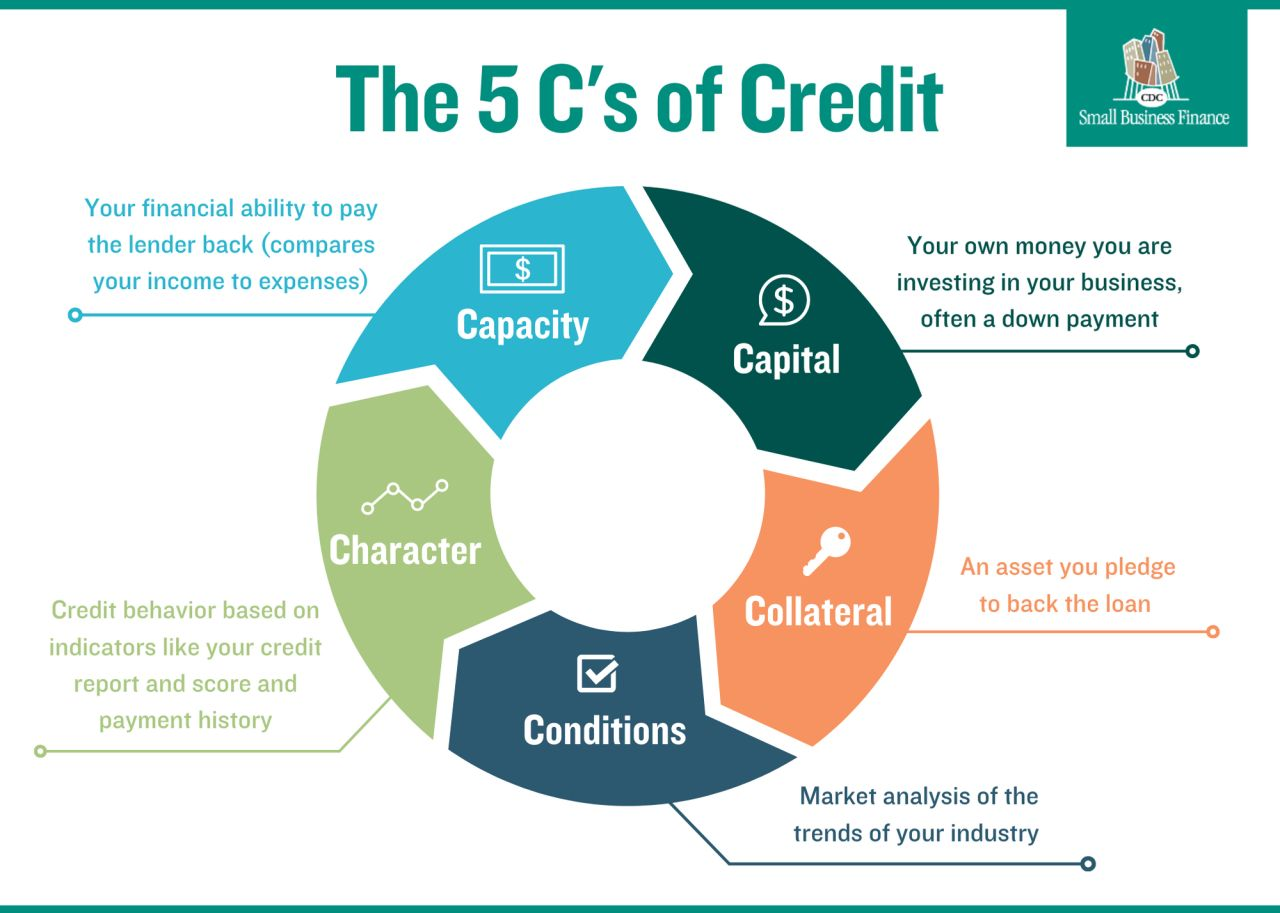 The 5 C's of Credit
CDC
Small Business Finance
Your financial ability to pay
the lender back (compares
your income to expenses)
$
Capacity
$
Capital
Your own money you are
investing in your business,
often a down payment
Character
Credit behavior based on
indicators like your credit
report and score and
payment history
Collateral
An asset you pledge
to back the loan
Conditions
Market analysis of the
trends of your industry